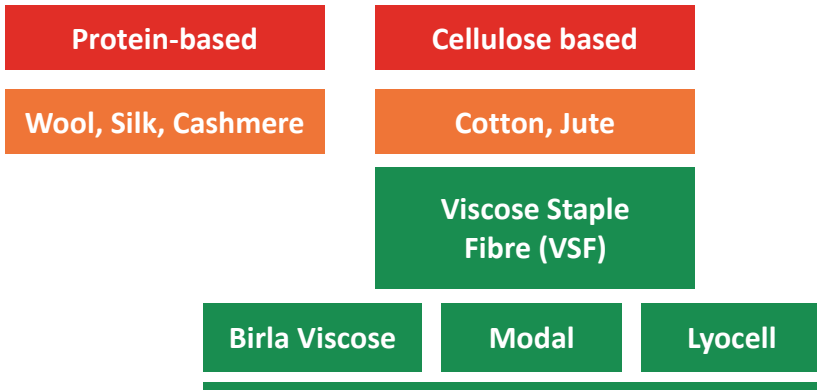 Protein-based
Cellulose based
Wool, Silk, Cashmere
Cotton, Jute
Viscose Staple
Fibre (VSF)
Birla Viscose
Modal
Lyocell